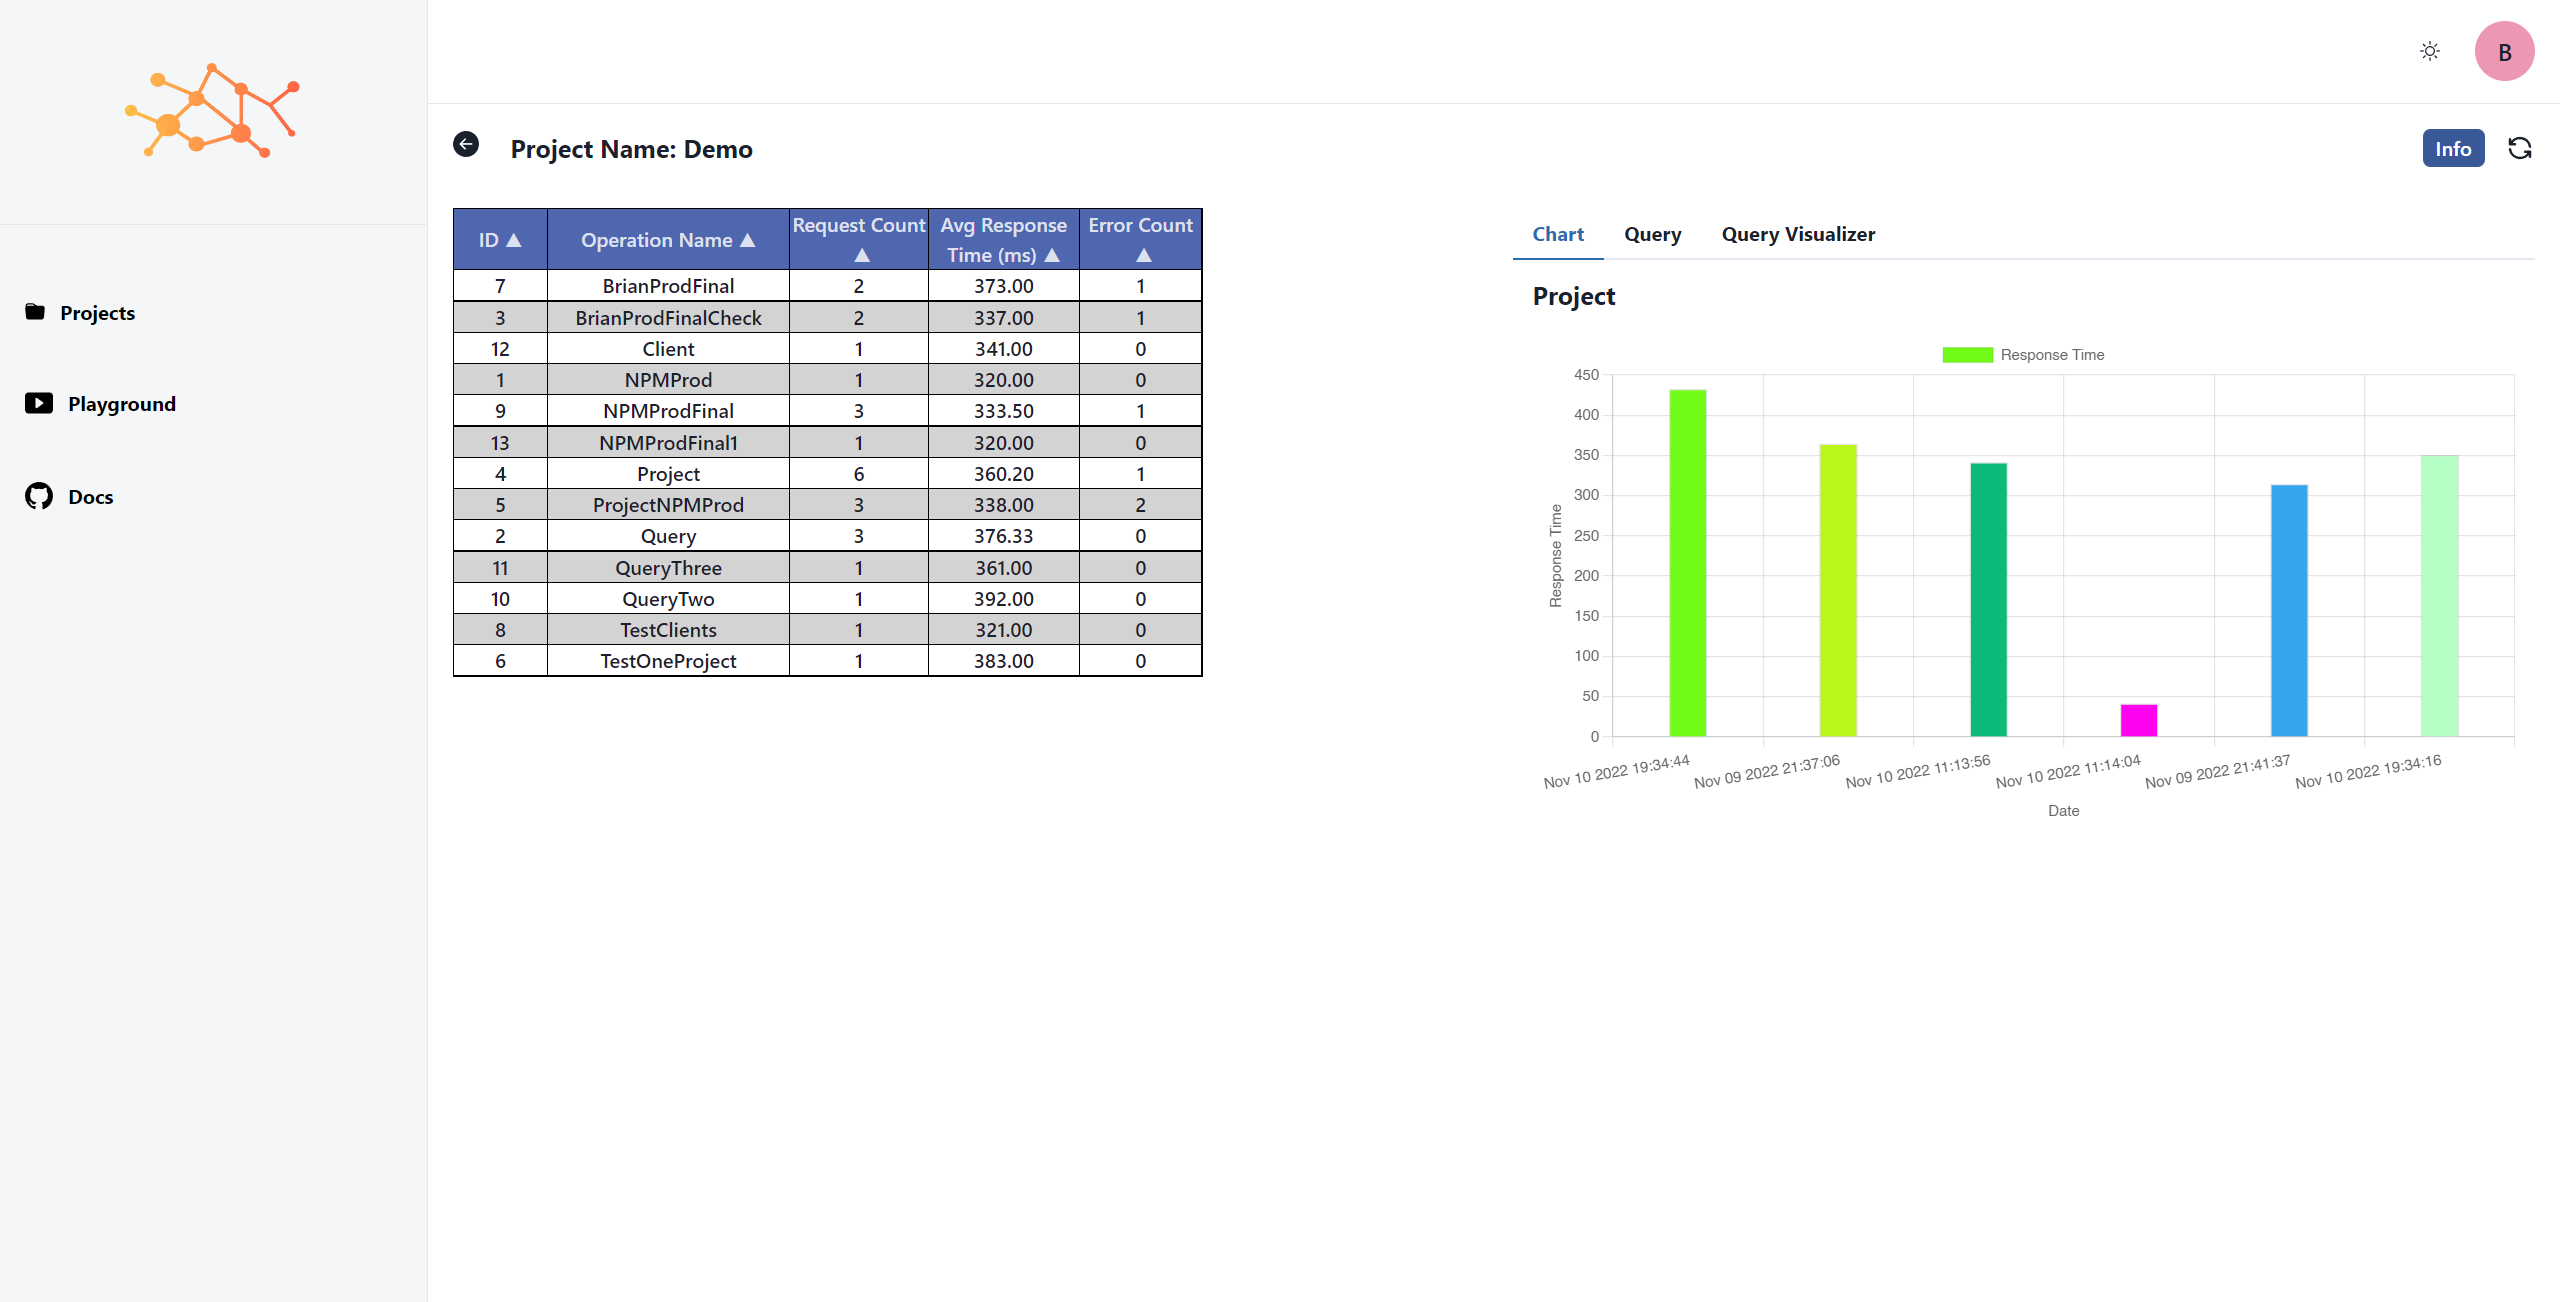 B
Project Name: Demo
Info
Projects
Playground
Docs
ID ▲ Operation Name ▲ Request Count ▲ Avg Response Time (ms) ▲ Error Count ▲
7 BrianProdFinal 2 373.00 1
3 BrianProdFinalCheck 2 337.00 1
12 Client 1 341.00 0
1 NPMProd 1 320.00 0
9 NPMProdFinal 3 333.50 1
13 NPMProdFinal1 1 320.00 0
4 Project 6 360.20 1
5 ProjectNPMProd 3 338.00 2
2 Query 3 376.33 0
11 QueryThree 1 361.00 0
10 QueryTwo 1 392.00 0
8 TestClients 1 321.00 0
6 TestOneProject 1 383.00 0
Chart Query Query Visualizer
Project
Response Time
450
400
350
300
250
200
150
100
50
0
Response Time
Nov 10 2022 19:34:44
Nov 09 2022 21:37:06
Nov 10 2022 11:13:56
Nov 10 2022 11:14:04
Nov 09 2022 21:41:37
Nov 10 2022 19:34:16
Date